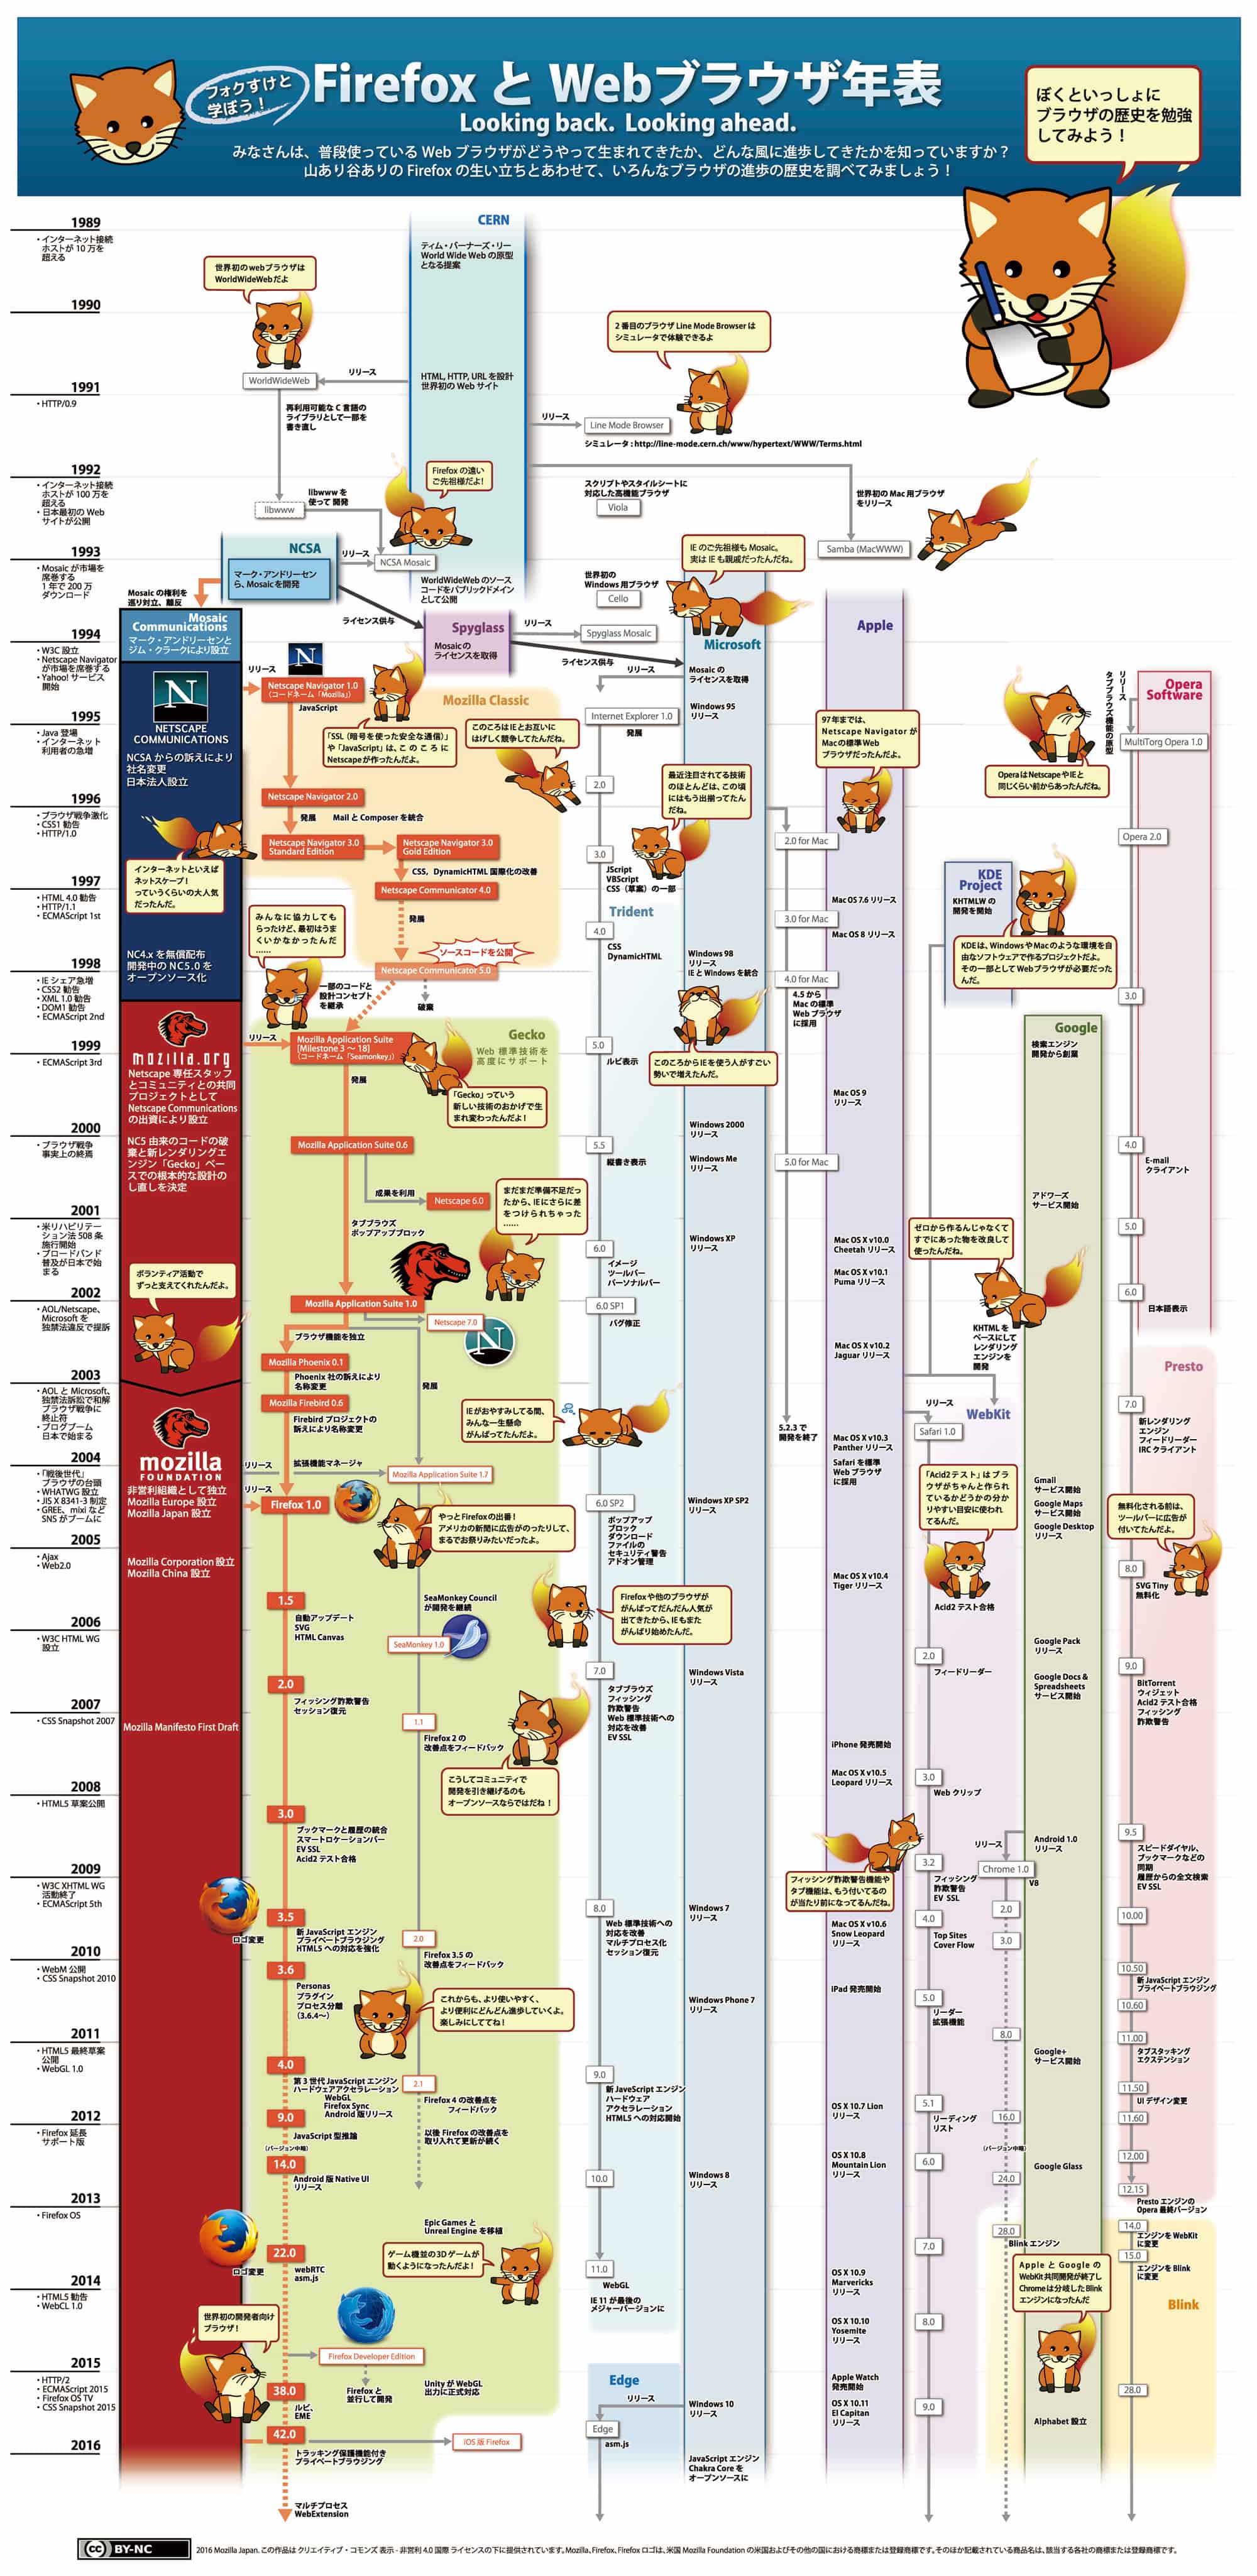 フォクすけと
学ぼう！
Firefox と Webブラウザ年表
Looking back. Looking ahead.
みなさんは、普段使っている Web ブラウザがどうやって生まれてきたか、どんな風に進歩してきたかを知っていますか？
山あり谷ありの Firefox の生い立ちとあわせて、いろんなブラウザの進歩の歴史を調べてみましょう！
ぼくといっしょに
ブラウザの歴史を勉強
してみよう！
1989
・インターネット接続
ホストが 10 万を
超える
CERN
ティム・バーナーズ・リー
World Wide Web の原型
となる提案
世界初のwebブラウザは
WorldWideWebだよ
1990
2 番目のブラウザ Line Mode Browser は
シミュレータで体験できるよ
WorldWideWeb
リリース
HTML, HTTP, URL を設計
世界初の Web サイト
1991
・HTTP/0.9
再利用可能な C 言語の
ライブラリとして一部を
書き直し
リリース
Line Mode Browser
シミュレータ：http://line-mode.cern.ch/www/hypertext/WWW/Terms.html
1992
・インターネット接続
ホストが 100 万を
超える
・日本最初の Web
サイトが公開
libwww を
使って開発
libwww
Firefox の遠い
ご先祖様だよ！
スクリプトやスタイルシートに
対応した高機能ブラウザ
Viola
世界初の Mac 用ブラウザ
をリリース
Samba (MacWWW)
1993
・Mosaic が市場を
席巻する
1 年で 200 万
ダウンロード
NCSA
マーク・アンドリーセン
ら、Mosaicを開発
リリース
NCSA Mosaic
WorldWideWeb のソース
コードをパブリックドメイン
として公開
世界初の
Windows 用ブラウザ
Cello
IE のご先祖様も Mosaic。
実は IE も親戚だったんだね。
Mosaic の権利を
巡り対立、離反
ライセンス供与
Mosaic
Communications
マーク・アンドリーセンと
ジム・クラークにより設立
Spyglass
Mosaic の
ライセンスを取得
リリース
Spyglass Mosaic
ライセンス供与
Microsoft
Mosaic の
ライセンスを取得
Apple
1994
・W3C 設立
・Netscape Navigator
が市場を席巻する
・Yahoo! サービス
開始
N
NETSCAPE
COMMUNICATIONS
NCSA からの訴えにより
社名変更
日本法人設立
リリース
N
Netscape Navigator 1.0
（コードネーム「Mozilla」）
JavaScript
Mozilla Classic
「SSL（暗号を使った安全な通信）」
や「JavaScript」は、このころに
Netscapeが作ったんだよ。
このころは IE とお互いに
はげしく競争してたんだね。
リリース
Internet Explorer 1.0
発展
Windows 95
リリース
97 年までは、
Netscape Navigator が
Macの標準Web
ブラウザだったんだよ。
Opera
Software
リリース
タブブラウズ機能の原型
MultiTorg Opera 1.0
OperaはNetscapeやIEと
同じくらい前からあったんだね。
1995
・Java 登場
・インターネット
利用者の急増
2.0
最近注目されてる技術
のほとんどは、この頃
にはもう出揃ってたん
だね。
Netscape Navigator 2.0
1996
・ブラウザ戦争激化
・CSS1 勧告
・HTTP/1.0
発展
Mail と Composer を統合
Netscape Navigator 3.0
Standard Edition
Netscape Navigator 3.0
Gold Edition
CSS，DynamicHTML 国際化の改善
Netscape Communicator 4.0
3.0
JScript
VBScript
CSS（草案）の一部
2.0 for Mac
Opera 2.0
インターネットといえば
ネットスケープ！
っていうくらいの大人気
だったんだ。
1997
・HTML 4.0 勧告
・HTTP/1.1
・ECMAScript 1st
発展
Trident
4.0
CSS
DynamicHTML
Mac OS 7.6 リリース
3.0 for Mac
Mac OS 8 リリース
KDE
Project
KHTMLW の
開発を開始
KDEは、WindowsやMacのような環境を自
由なソフトウェアで作るプロジェクトだよ。
その一部としてWebブラウザが必要だった
んだ。
みんなに協力しても
らったけど、最初はうま
くいかなかったんだ
……
NC4.x を無償配布
開発中の NC5.0 を
オープンソース化
ソースコードを公開
Netscape Communicator 5.0
1998
・IE シェア急増
・CSS2 勧告
・XML 1.0 勧告
・DOM1 勧告
・ECMAScript 2nd
一部のコードと
設計コンセプト
を継承
破棄
Windows 98
リリース
IE と Windows を統合
4.0 for Mac
4.5 から
Mac の標準
Web ブラウザ
に採用
3.0
mozilla.org
Netscape 専任スタッフ
とコミュニティとの共同
プロジェクトとして
Netscape Communications
の出資により設立
リリース
Mozilla Application Suite
[Milestone 3 ～ 18]
（コードネーム「Seamonkey」）
Gecko
Web 標準技術を
高度にサポート
5.0
ルビ表示
このころからIEを使う人がすごい
勢いで増えたんだ。
Google
検索エンジン
開発から創業
1999
・ECMAScript 3rd
発展
「Gecko」っていう
新しい技術のおかげで生
まれ変わったんだよ！
Mac OS 9
リリース
NC5 由来のコードの破
棄と新レンダリングエ
ンジン「Gecko」ベー
スでの根本的な設計の
し直しを決定
2000
・ブラウザ戦争
事実上の終焉
Mozilla Application Suite 0.6
成果を利用
Netscape 6.0
5.5
縦書き表示
Windows 2000
リリース
Windows Me
リリース
5.0 for Mac
4.0
E-mail
クライアント
アドワーズ
サービス開始
まだまだ準備不足だっ
たから、IEにさらに差
をつけられちゃった
……
2001
・米リハビリテー
ション法 508 条
施行開始
・ブロードバンド
普及が日本で始
まる
タブブラウズ
ポップアップブロック
6.0
イメージ
ツールバー
パーソナルバー
Windows XP
リリース
Mac OS X v10.0
Cheetah リリース
Mac OS X v10.1
Puma リリース
ゼロから作るんじゃなくて
すでにあった物を改良して
使ったんだね。
5.0
6.0
日本語表示
ボランティア活動で
ずっと支えてくれたんだよ。
2002
・AOL/Netscape、
Microsoft を
独禁法違反で提訴
Mozilla Application Suite 1.0
Netscape 7.0
N
ブラウザ機能を独立
Mozilla Phoenix 0.1
Phoenix 社の訴えにより
名称変更
発展
6.0 SP1
バグ修正
Mac OS X v10.2
Jaguar リリース
KHTML を
ベースにして
レンダリング
エンジンを
開発
Presto
2003
・AOL と Microsoft、
独禁法訴訟で和解
ブラウザ戦争に
終止符
・ブログブーム
日本で始まる
Mozilla Firebird 0.6
Firebird プロジェクトの
訴えにより名称変更
IEがおやすみしてる間、
みんな一生懸命
がんばってたんだよ。
5.2.3 で
開発を終了
Mac OS X v10.3
Panther リリース
Safari を標準
Web ブラウザ
に採用
リリース
Safari 1.0
WebKit
7.0
新レンダリング
エンジン
フィードリーダー
IRC クライアント
mozilla
FOUNDATION
非営利組織として独立
Mozilla Europe 設立
Mozilla Japan 設立
2004
・「戦後世代」
ブラウザの台頭
・WHATWG 設立
・JIS X 8341-3 制定
・GREE、mixi など
SNS がブームに
リリース
拡張機能マネージャ
Mozilla Application Suite 1.7
リリース
Firefox 1.0
やっとFirefoxの出番！
アメリカの新聞に広告がのったりして、
まるでお祭りみたいだったよ。
6.0 SP2
ポップアップ
ブロック
ダウンロード
ファイルの
セキュリティ警告
アドオン管理
Windows XP SP2
リリース
「Acid2テスト」はブラ
ウザがちゃんと作られ
ているかどうかの分か
りやすい目安に使われ
てるんだ。
Acid2 テスト合格
Gmail
サービス開始
Google Maps
サービス開始
Google Desktop
リリース
無料化される前は、
ツールバーに広告が
付いてたんだよ。
2005
・Ajax
・Web2.0
Mozilla Corporation 設立
Mozilla China 設立
1.5
自動アップデート
SVG
HTML Canvas
SeaMonkey Council
が開発を継続
SeaMonkey 1.0
Firefoxや他のブラウザが
がんばってだんだん人気が
出てきたから、IEもまた
がんばり始めたんだ。
Mac OS X v10.4
Tiger リリース
8.0
SVG Tiny
無料化
2006
・W3C HTML WG
設立
2.0
フィッシング詐欺警告
セッション復元
7.0
タブブラウズ
フィッシング
詐欺警告
Web 標準技術への
対応を改善
EV SSL
Windows Vista
リリース
2.0
フィードリーダー
Google Pack
リリース
Google Docs &
Spreadsheets
サービス開始
9.0
BitTorrent
ウィジェット
Acid2 テスト合格
フィッシング
詐欺警告
2007
・CSS Snapshot 2007
Mozilla Manifesto First Draft
1.1
Firefox 2 の
改善点をフィードバック
こうしてコミュニティで
開発を引き継げるのも
オープンソースならではだね！
iPhone 発売開始
Mac OS X v10.5
Leopard リリース
3.0
Web クリップ
2008
・HTML5 草案公開
3.0
ブックマークと履歴の統合
スマートロケーションバー
EV SSL
Acid2 テスト合格
フィッシング詐欺警告機能や
タブ機能は、もう付いてるの
が当たり前になってるんだね。
3.2
フィッシング
詐欺警告
EV SSL
リリース
Chrome 1.0
V8
Android 1.0
リリース
9.5
スピードダイヤル、
ブックマークなどの
同期
履歴からの全文検索
EV SSL
2009
・W3C XHTML WG
活動終了
・ECMAScript 5th
ロゴ変更
3.5
新 JavaScript エンジン
プライベートブラウジング
HTML5 への対応を強化
2.0
Firefox 3.5 の
改善点をフィードバック
8.0
Web 標準技術への
対応を改善
マルチプロセス化
セッション復元
Windows 7
リリース
Mac OS X v10.6
Snow Leopard
リリース
4.0
Top Sites
Cover Flow
2.0
3.0
10.00
2010
・WebM 公開
・CSS Snapshot 2010
3.6
Personas
プラグイン
プロセス分離
（3.6.4～）
これからも、より使いやすく、
より便利にどんどん進歩していくよ。
楽しみにしててね！
Windows Phone 7
リリース
iPad 発売開始
5.0
リーダー
拡張機能
10.50
新 JavaScript エンジン
プライベートブラウジング
10.60
2011
・HTML5 最終草案
公開
・WebGL 1.0
4.0
第 3 世代 JavaScript エンジン
ハードウェアアクセラレーション
WebGL
Firefox Sync
Android 版リリース
2.1
Firefox 4 の改善点を
フィードバック
9.0
新 JaveScript エンジン
ハードウェア
アクセラレーション
HTML5 への対応開始
OS X 10.7 Lion
リリース
5.1
リーディング
リスト
8.0
Google+
サービス開始
11.00
タブスタッキング
エクステンション
11.50
UI デザイン変更
2012
・Firefox 延長
サポート版
9.0
JavaScript 型推論
（バージョン中略）
14.0
Android 版 Native UI
リリース
以後 Firefox の改善点を
取り入れて更新が続く
10.0
Windows 8
リリース
OS X 10.8
Mountain Lion
リリース
6.0
16.0
（バージョン中略）
24.0
Google Glass
11.60
12.00
12.15
Presto エンジンの
Opera 最終バージョン
2013
・Firefox OS
ロゴ変更
22.0
webRTC
asm.js
Epic Games と
Unreal Engine を移植
ゲーム機並の3Dゲームが
動くようになったんだよ！
11.0
WebGL
IE 11 が最後の
メジャーバージョンに
OS X 10.9
Marvericks
リリース
7.0
28.0
Blink エンジン
Apple と Google の
WebKit共同開発が終了し
Chromeは分岐した Blink
エンジンになったんだ
14.0
エンジンを WebKit
に変更
15.0
エンジンを Blink
に変更
Blink
2014
・HTML5 勧告
・WebCL 1.0
世界初の開発者向け
ブラウザ！
Firefox Developer Edition
Firefox と
並行して開発
OS X 10.10
Yosemite
リリース
8.0
2015
・HTTP/2
・ECMAScript 2015
・Firefox OS TV
・CSS Snapshot 2015
38.0
ルビ、
EME
Unity が WebGL
出力に正式対応
Edge
リリース
Edge
asm.js
Windows 10
リリース
Apple Watch
発売開始
OS X 10.11
El Capitan
リリース
9.0
Alphabet 設立
28.0
42.0
トラッキング保護機能付き
プライベートブラウジング
iOS 版 Firefox
2016
JavaScript エンジン
Chakra Core を
オープンソースに
マルチプロセス
WebExtension
cc BY-NC
2016 Mozilla Japan. この作品は クリエイティブ・コモンズ 表示 - 非営利 4.0 国際 ライセンスの下に提供されています。Mozilla、Firefox、Firefox ロゴは、米国 Mozilla Foundation の米国およびその他の国における商標または登録商標です。そのほか記載されている商品名は、該当する各社の商標または登録商標です。